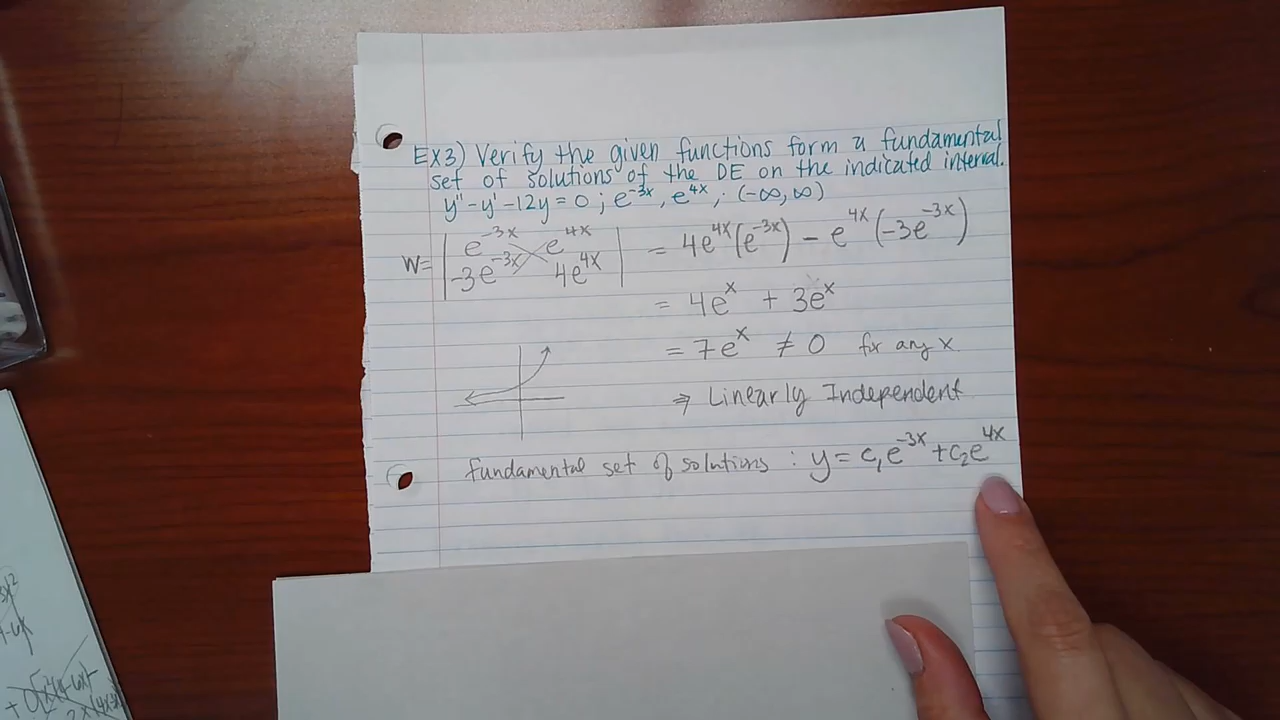 EX3) Verify the given functions form a fundamental
set of solutions of the DE on the indicated interval.
y'' - y' - 12y = 0 ; e^-3x, e^4x ; (-∞, ∞)
W = | e^-3x e^4x | = 4e^4x (e^-3x) - e^4x (-3e^-3x)
| -3e^-3x 4e^4x |
= 4e^x + 3e^x
= 7e^x ≠ 0 for any x
⇒ Linearly Independent
fundamental set of solutions : y = c₁e^-3x + c₂e^4x